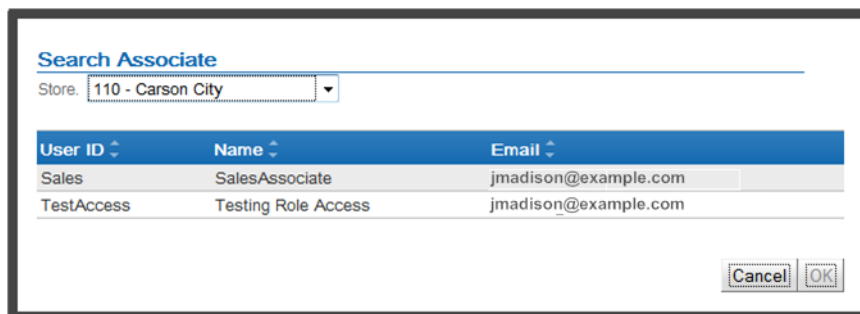 Search Associate
Store. 110 - Carson City
User ID Name Email
Sales SalesAssociate jmadison@example.com
TestAccess Testing Role Access jmadison@example.com
Cancel OK